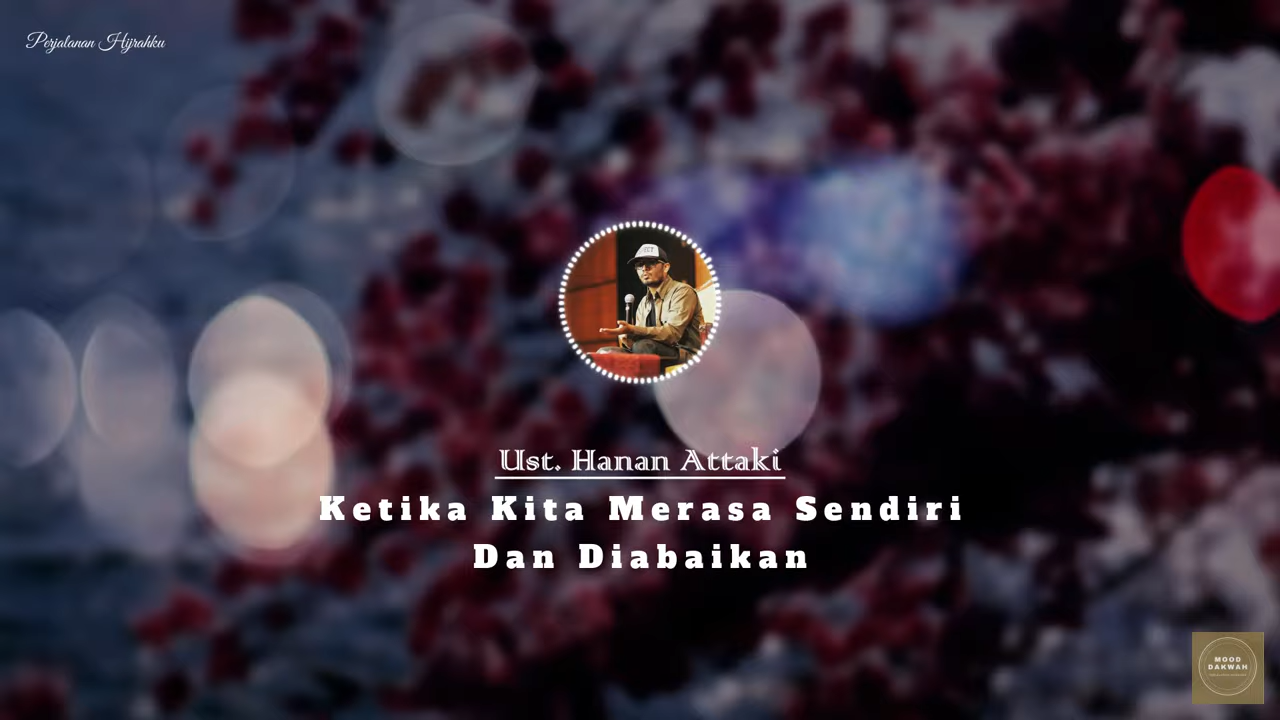 Perjalanan Hijrahku
Ust. Hanan Attaki
Ketika Kita Merasa Sendiri
Dan Diabaikan
MOOD
DAKWAH